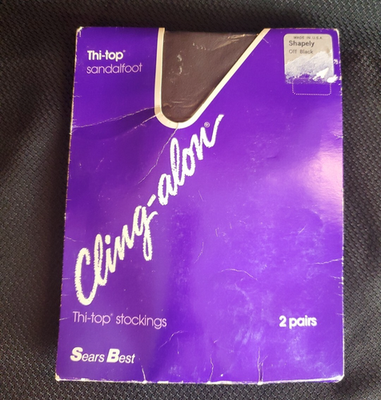 Thi-top®
sandalfoot
MADE IN U.S.A.
Shapely
Off Black
Cling-alon®
Thi-top® stockings
2 pairs
Sears Best